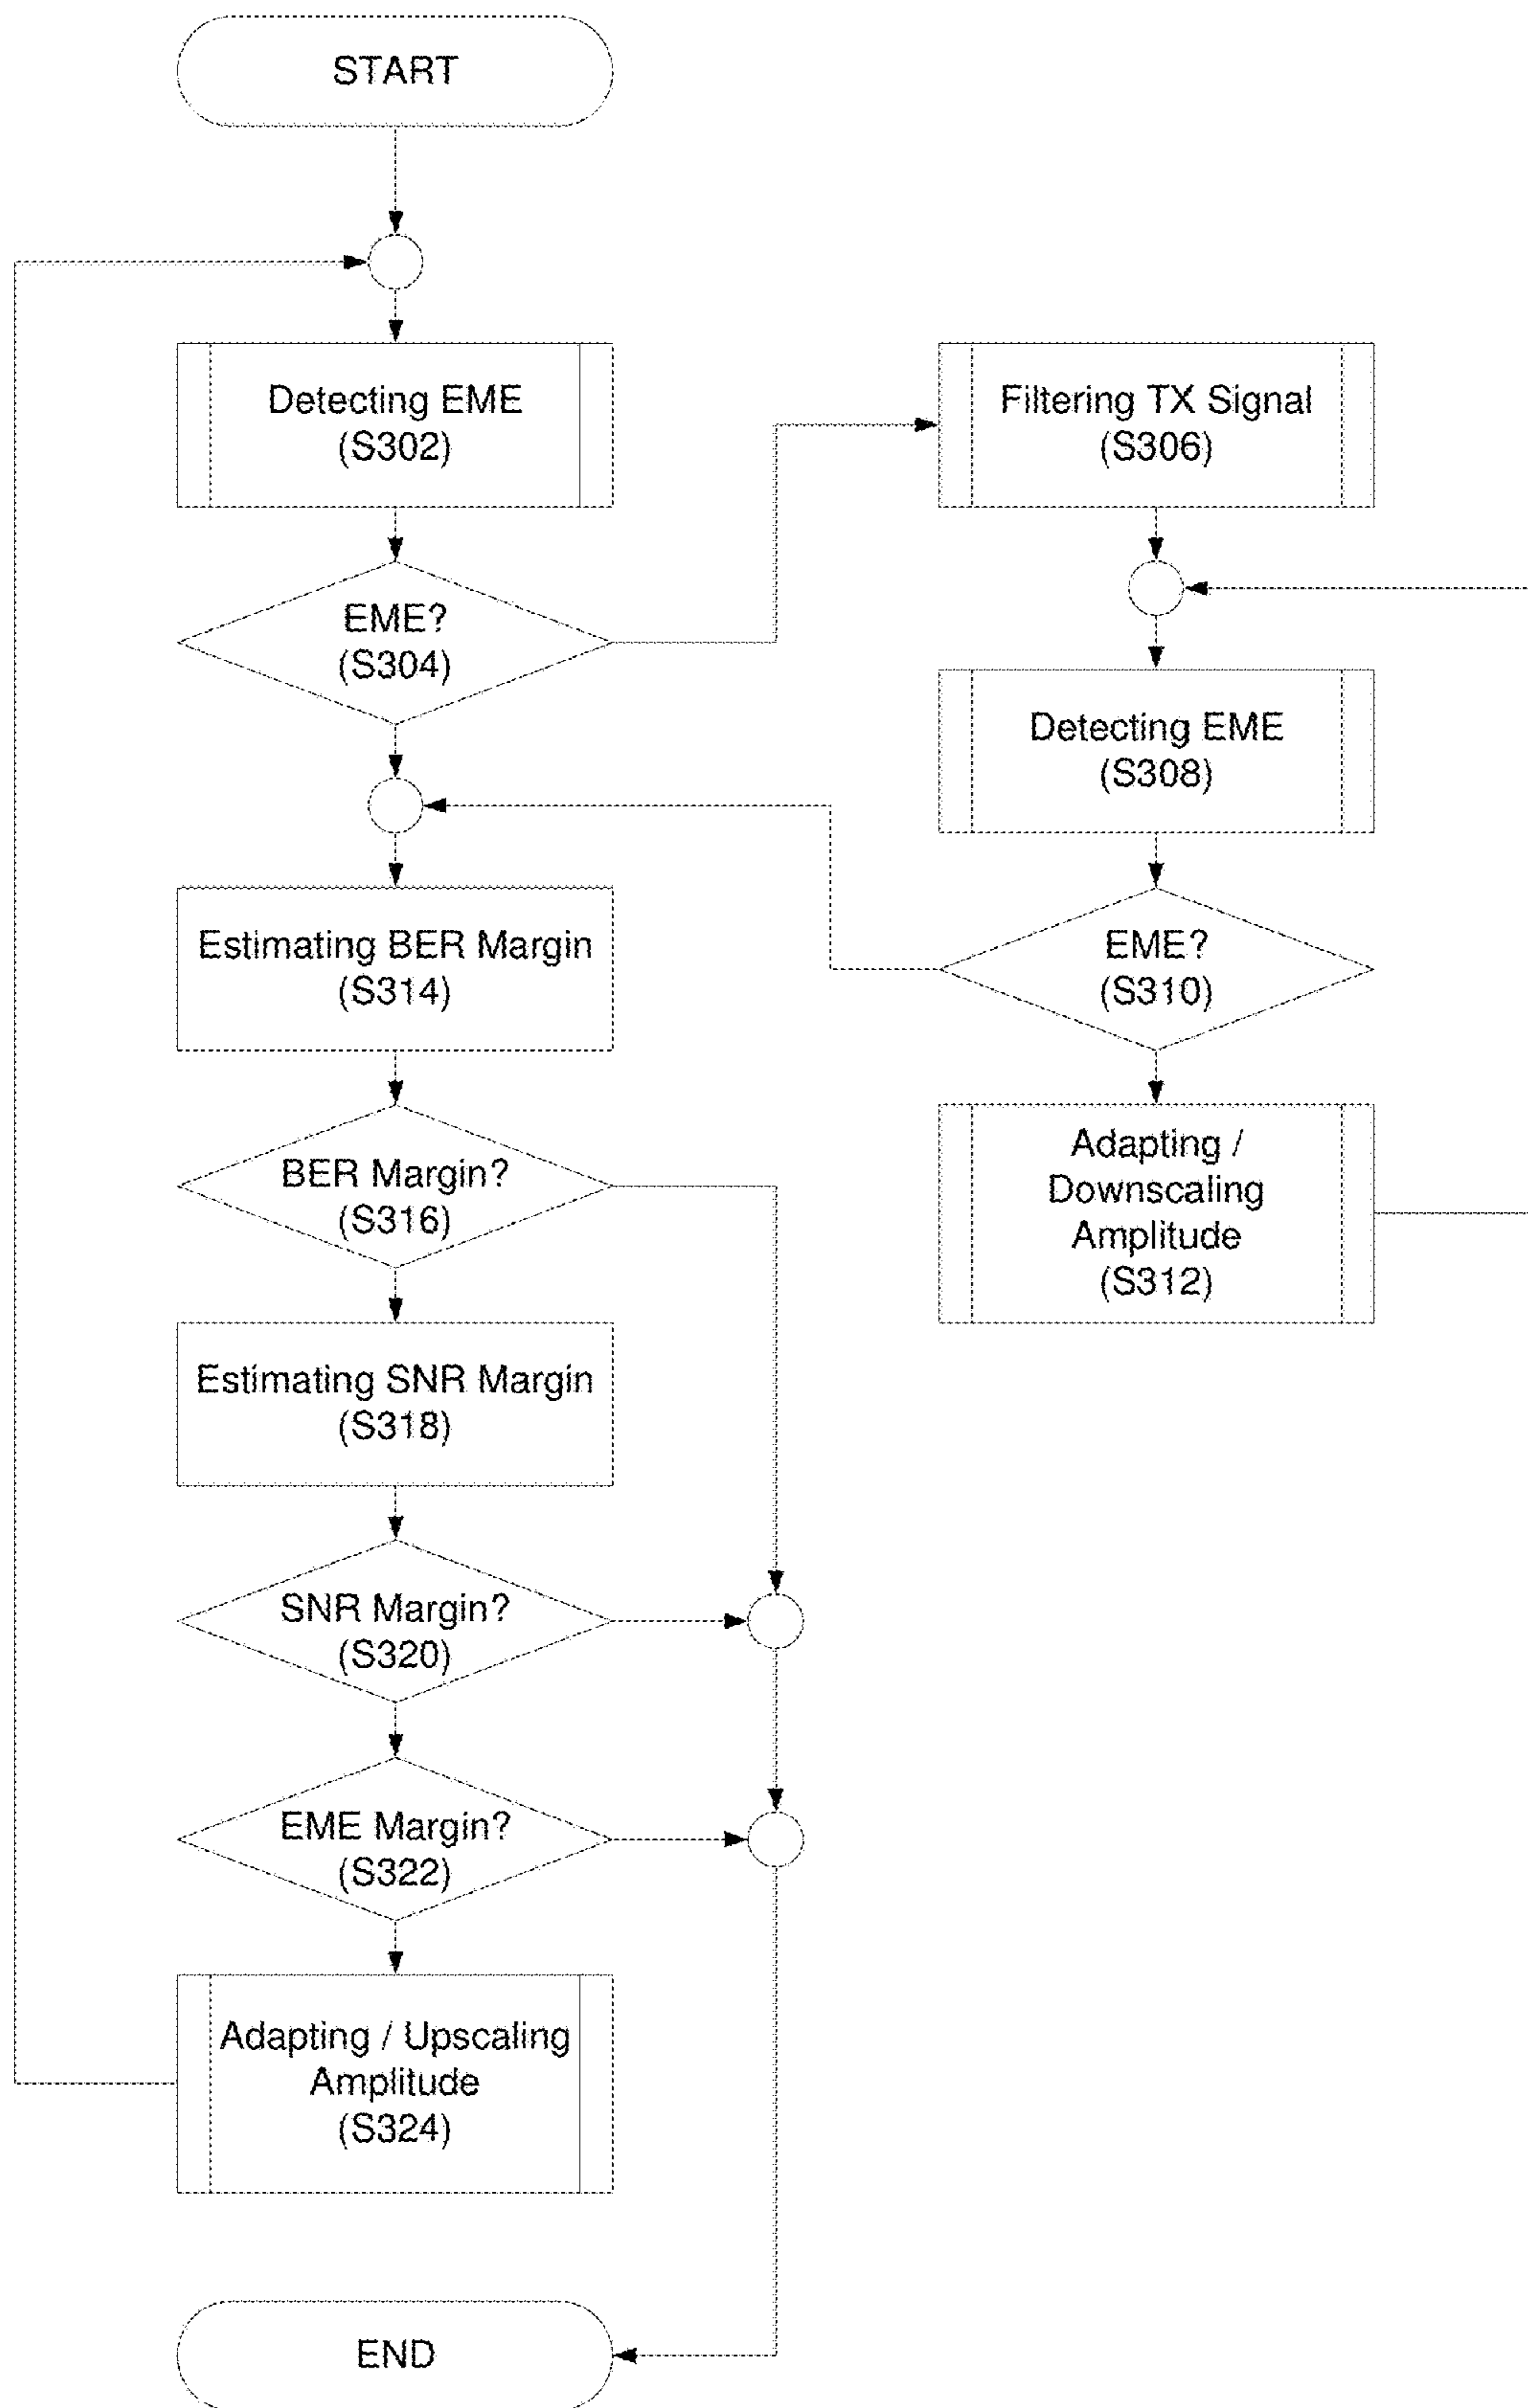 START
Detecting EME
(S302)
EME?
(S304)
Filtering TX Signal
(S306)
Detecting EME
(S308)
EME?
(S310)
Adapting /
Downscaling
Amplitude
(S312)
Estimating BER Margin
(S314)
BER Margin?
(S316)
Estimating SNR Margin
(S318)
SNR Margin?
(S320)
EME Margin?
(S322)
Adapting / Upscaling
Amplitude
(S324)
END